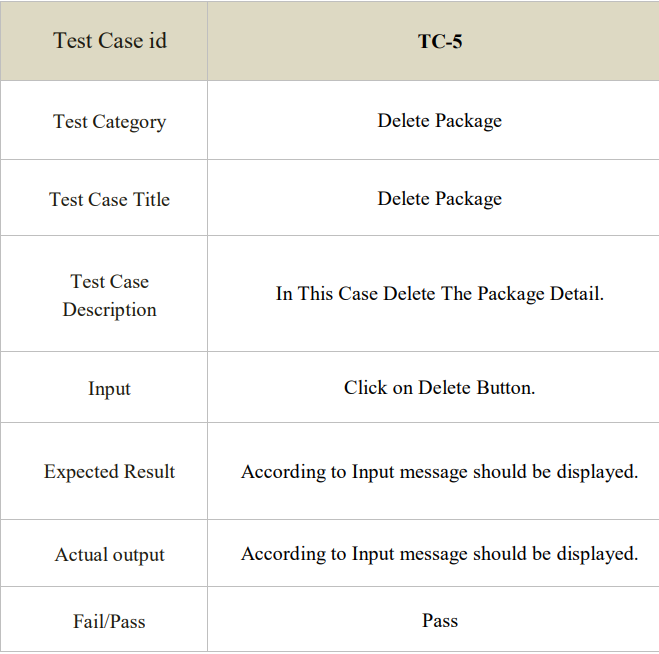 Test Case id
TC-5
Test Category
Delete Package
Test Case Title
Delete Package
Test Case
Description
In This Case Delete The Package Detail.
Input
Click on Delete Button.
Expected Result
According to Input message should be displayed.
Actual output
According to Input message should be displayed.
Fail/Pass
Pass